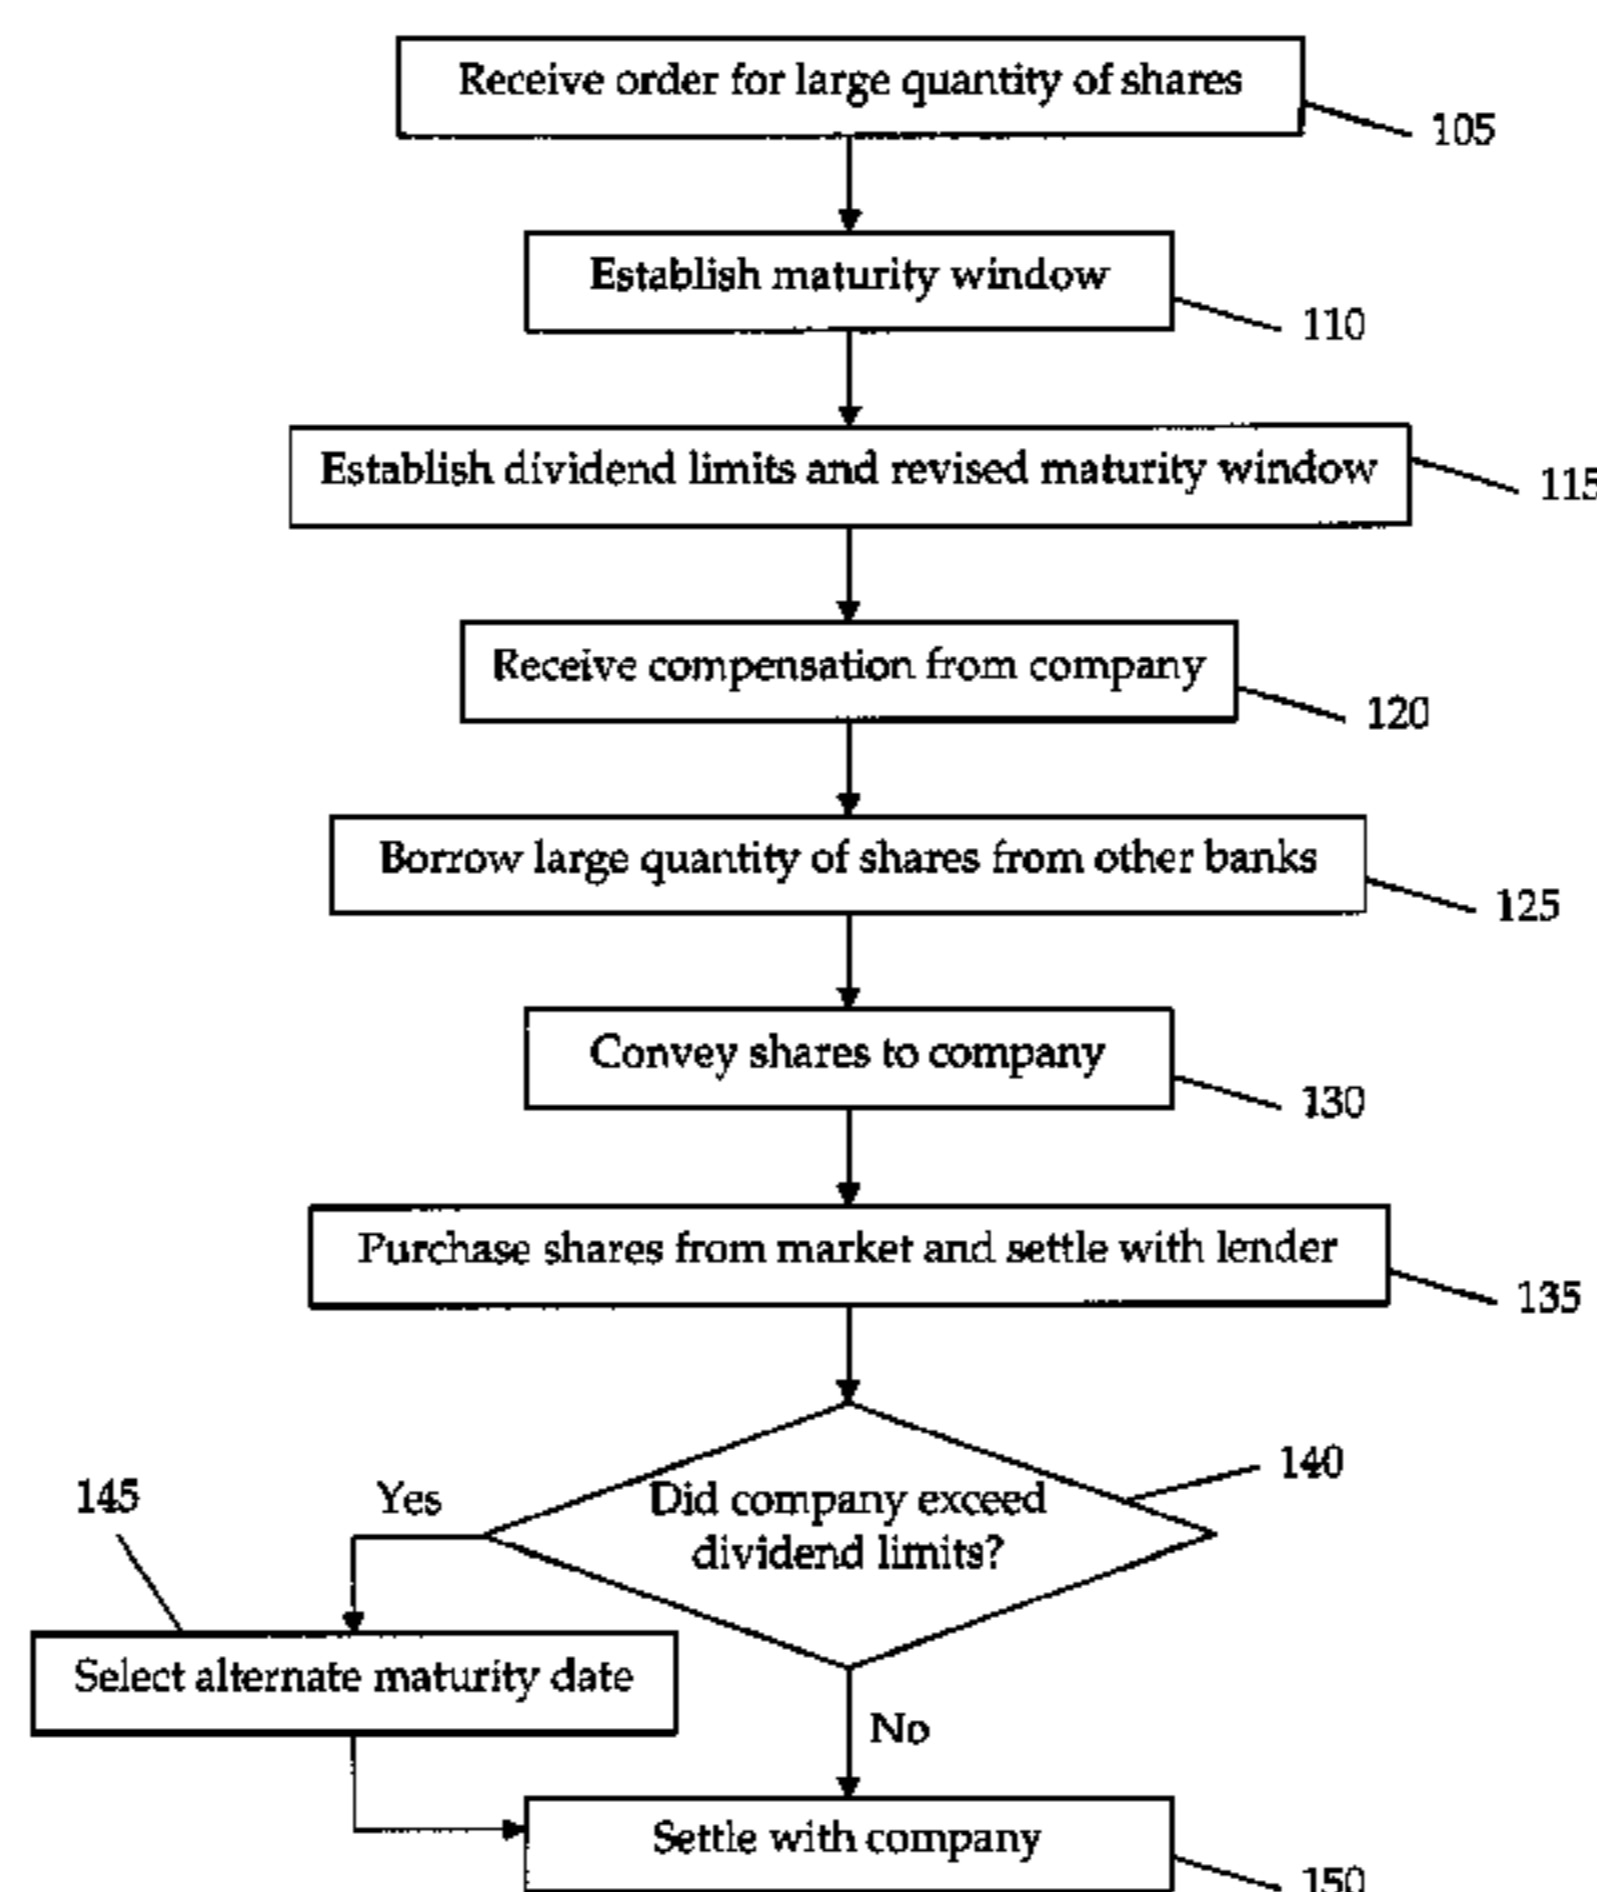 Receive order for large quantity of shares
105
Establish maturity window
110
Establish dividend limits and revised maturity window
115
Receive compensation from company
120
Borrow large quantity of shares from other banks
125
Convey shares to company
130
Purchase shares from market and settle with lender
135
140
145
Yes
Did company exceed
dividend limits?
Select alternate maturity date
No
Settle with company
150